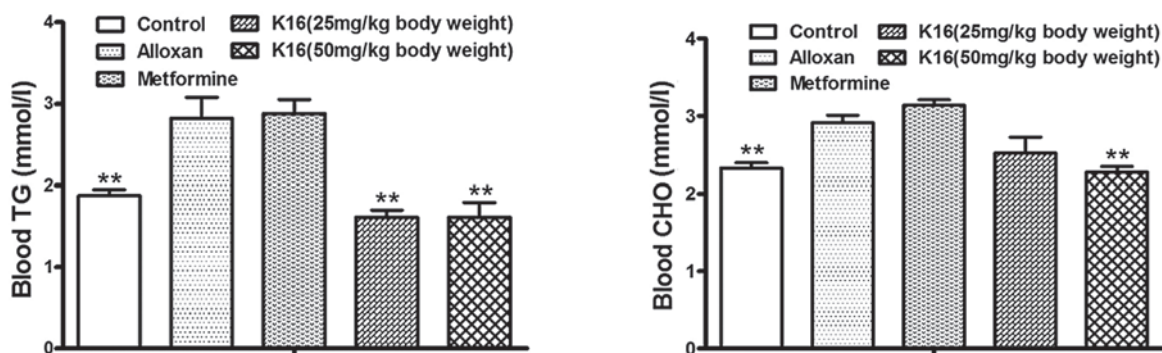 Blood TG (mmol/l)
4
3
2
1
0
Control
Alloxan
Metformine
K16(25mg/kg body weight)
K16(50mg/kg body weight)
**
**
**
Blood CHO (mmol/l)
4
3
2
1
0
Control
Alloxan
Metformine
K16(25mg/kg body weight)
K16(50mg/kg body weight)
**
**